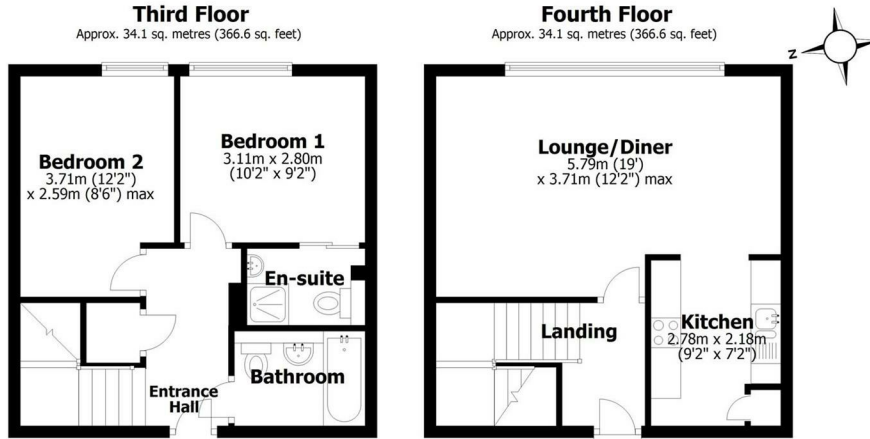 Third Floor
Approx. 34.1 sq. metres (366.6 sq. feet)
Bedroom 2
3.71m (12'2")
x 2.59m (8'6") max
Bedroom 1
3.11m x 2.80m
(10'2" x 9'2")
En-suite
Bathroom
Entrance
Hall
Fourth Floor
Approx. 34.1 sq. metres (366.6 sq. feet)
Z
Lounge/Diner
5.79m (19')
x 3.71m (12'2") max
Landing
Kitchen
2.78m x 2.18m
(9'2" x 7'2")